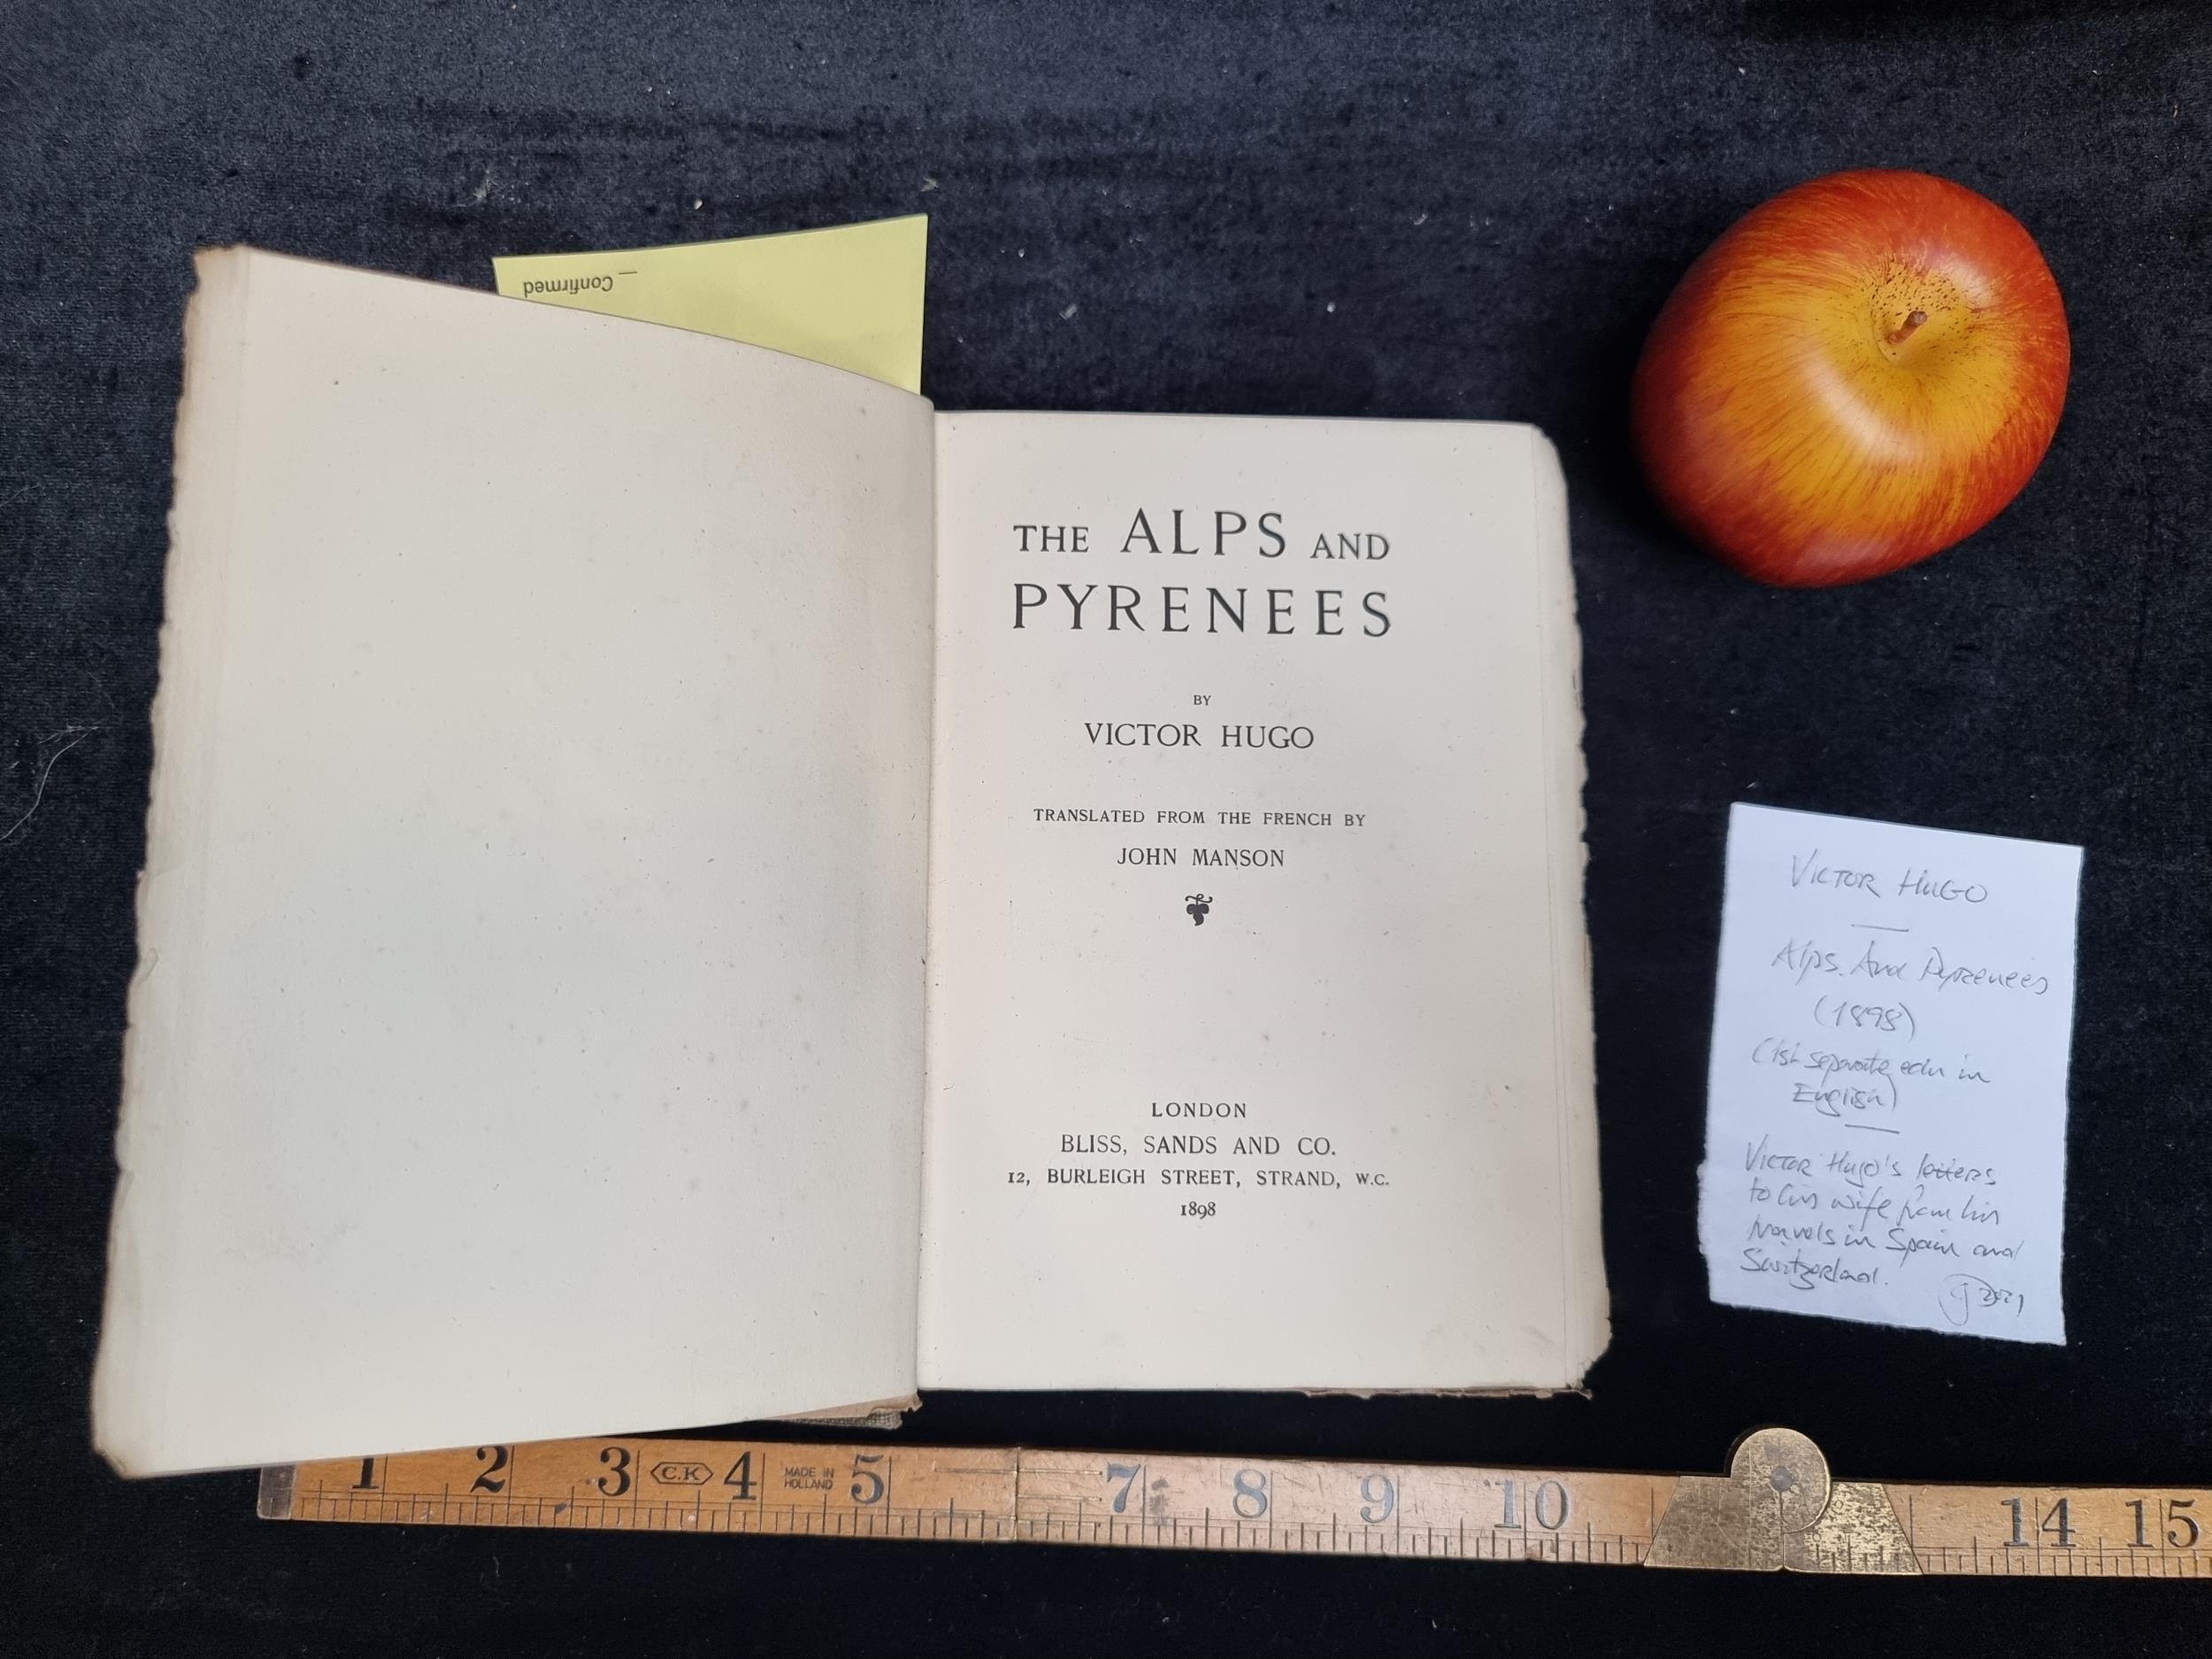 Confirmed
THE ALPS AND
PYRENEES
BY
VICTOR HUGO
TRANSLATED FROM THE FRENCH BY
JOHN MANSON
LONDON
BLISS, SANDS AND CO.
12, BURLEIGH STREET, STRAND, W.C.
1898
VICTOR HUGO
Alps. And Pyrenees
(1898)
(1st separate edn in
English)
Victor Hugo's letters
to his wife from his
travels in Spain and
Switzerland.
1 2 3 C.K 4 MADE IN
HOLLAND 5 7 8 9 10 14 15